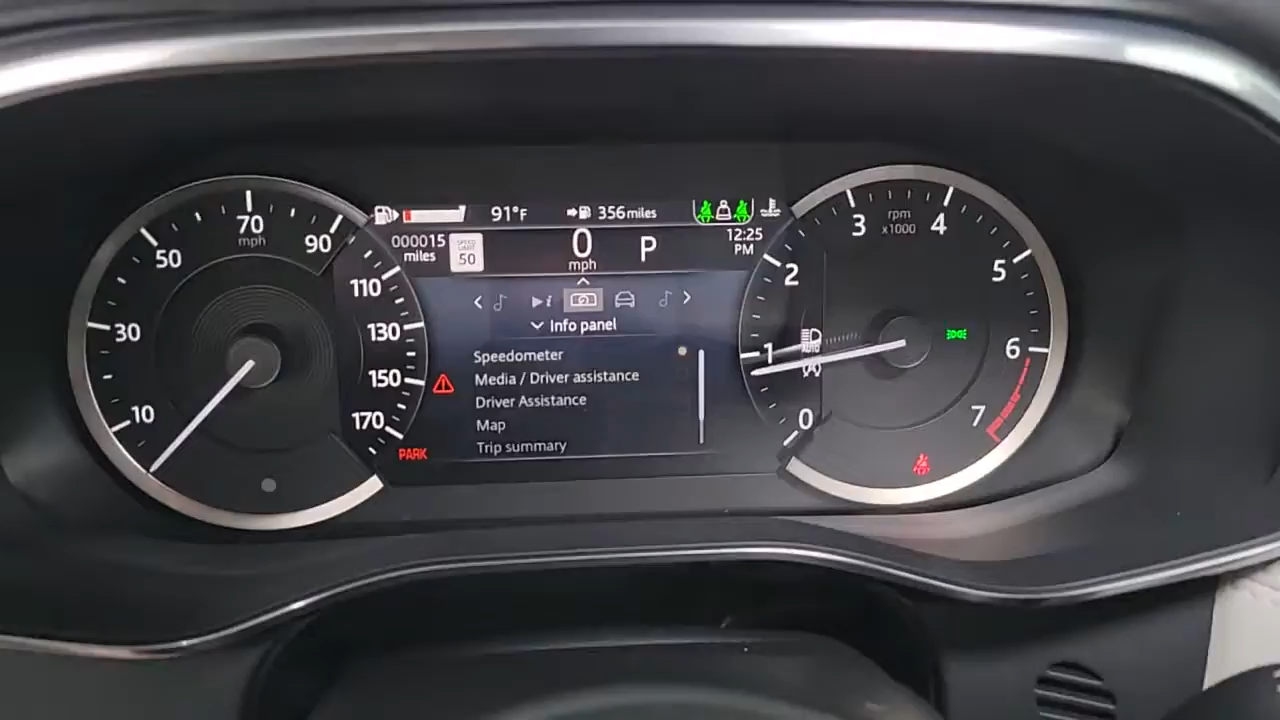 91°F
356 miles
000015
miles
SPEED
LIMIT
50
0
mph
P
12:25
PM
i
Info panel
Speedometer
Media / Driver assistance
Driver Assistance
Map
Trip summary
PARK
10
30
50
70
mph
90
110
130
150
170
0
1
2
3
4
5
6
7
rpm
x1000
AUTO